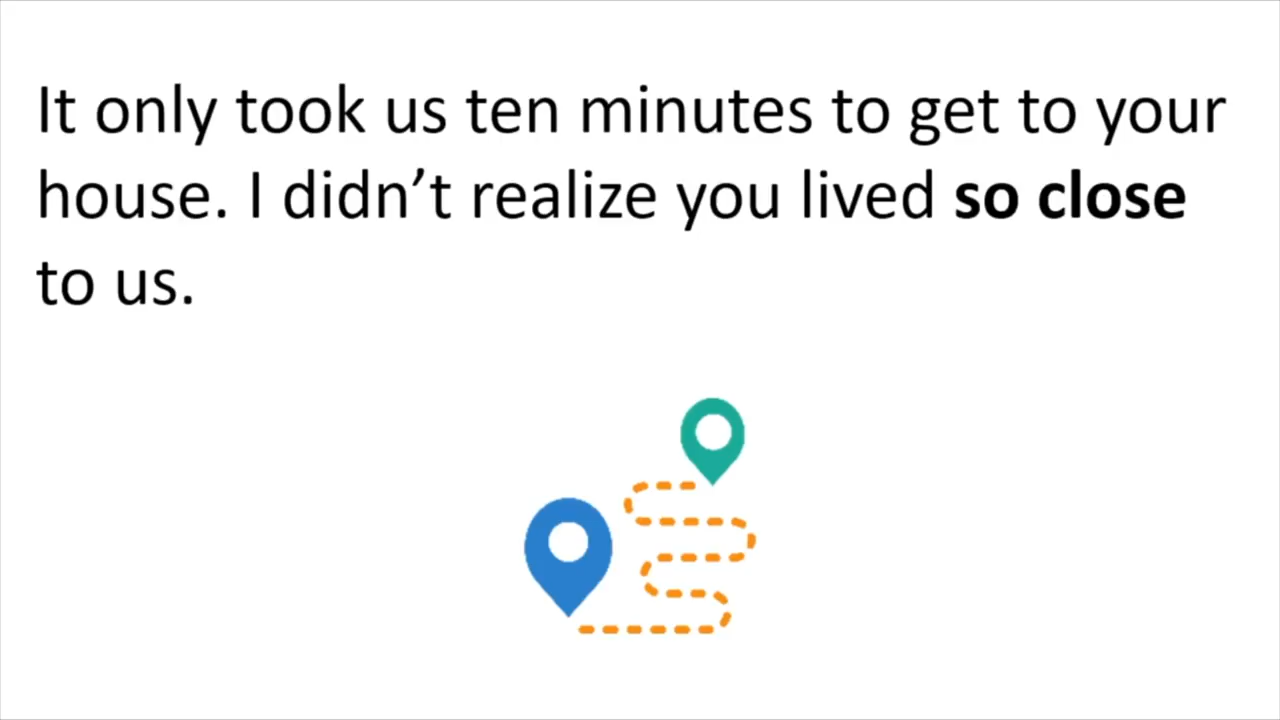 It only took us ten minutes to get to your
house. I didn’t realize you lived so close
to us.